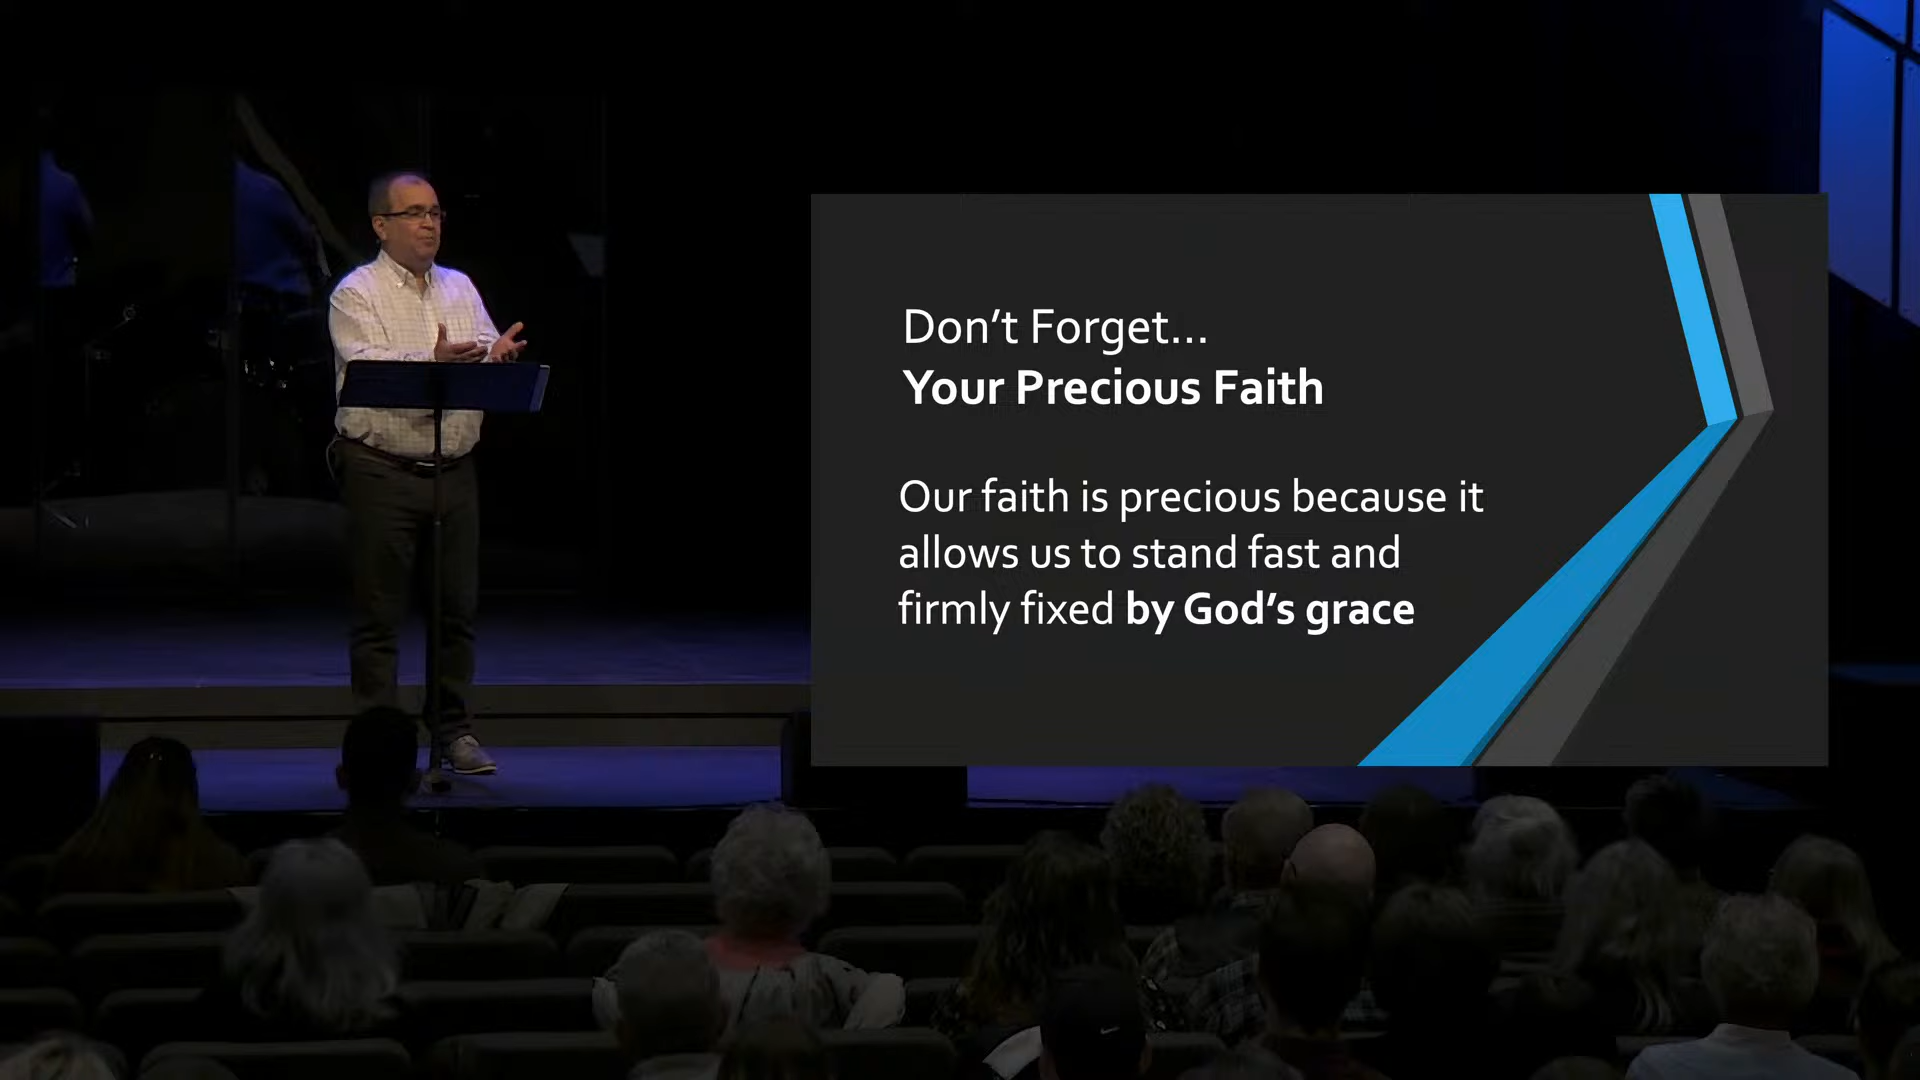 Don’t Forget...
Your Precious Faith
Our faith is precious because it
allows us to stand fast and
firmly fixed by God’s grace